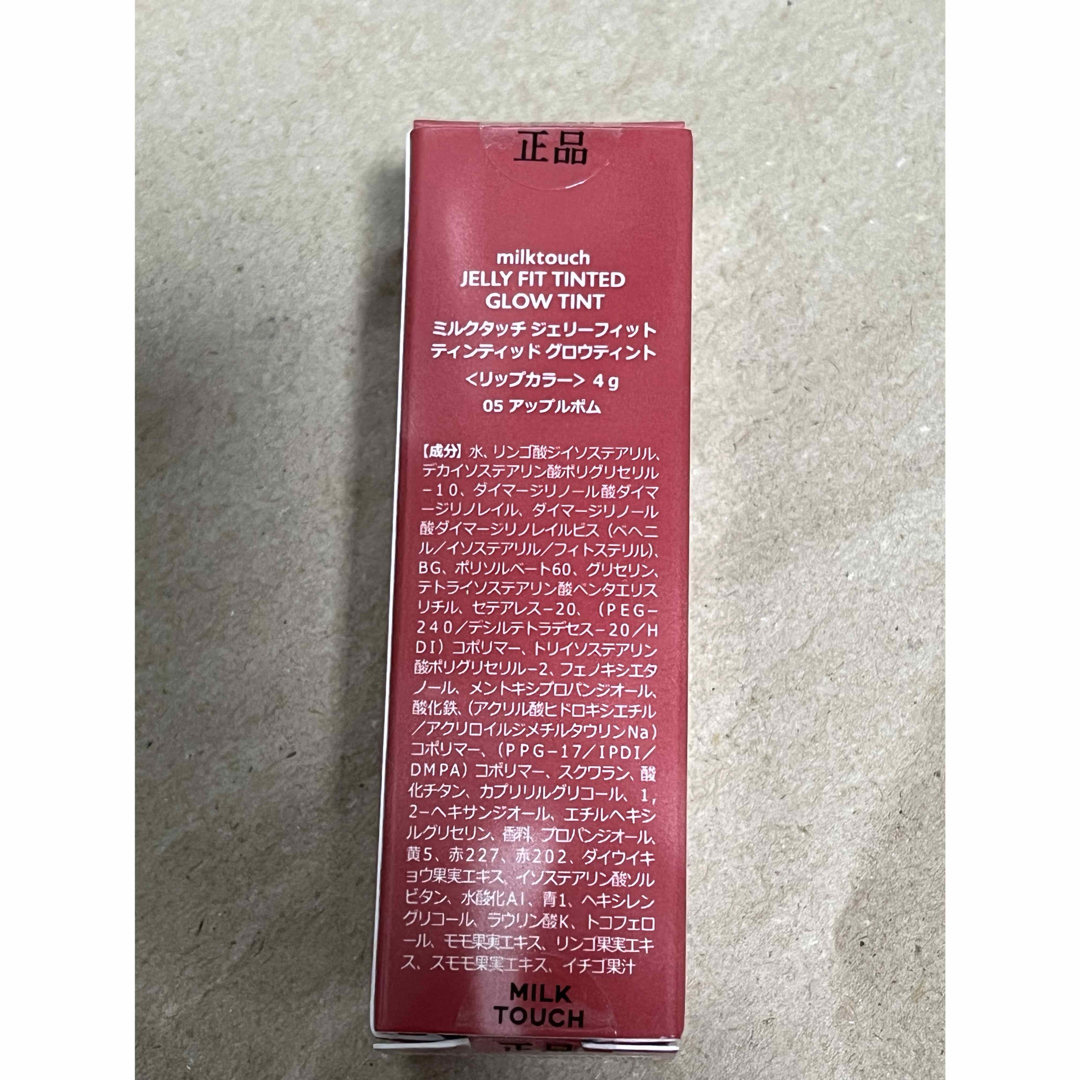 正品
milktouch
JELLY FIT TINTED
GLOW TINT
ミルクタッチ ジェリーフィット
ティンティッド グロウティント
＜リップカラー＞ 4g
05 アップルポム
【成分】水、リンゴ酸ジイソステアリル、
デカイソステアリン酸ポリグリセリル
－10、ダイマージリノール酸ダイマ
ージリノレイル、ダイマージリノール
酸ダイマージリノレイルビス（ベヘニ
ル／イソステアリル／フィトステリル）、
BG、ポリソルベート60、グリセリン、
テトライソステアリン酸ペンタエリス
リチル、セテアレス－20、（PEG－
240／デシルテトラデセス－20／H
DI）コポリマー、トリイソステアリン
酸ポリグリセリル－2、フェノキシエタ
ノール、メントキシプロパンジオール、
酸化鉄、（アクリル酸ヒドロキシエチル
／アクリロイルジメチルタウリンNa）
コポリマー、（PPG－17／IPDI／
DMPA）コポリマー、スクワラン、酸
化チタン、カプリリルグリコール、1，
2－ヘキサンジオール、エチルヘキシ
ルグリセリン、香料、プロパンジオール、
黄5、赤227、赤202、ダイウイキ
ョウ果実エキス、イソステアリン酸ソル
ビタン、水酸化Al、青1、ヘキシレン
グリコール、ラウリン酸K、トコフェロ
ール、モモ果実エキス、リンゴ果実エキ
ス、スモモ果実エキス、イチゴ果汁
MILK
TOUCH
正品